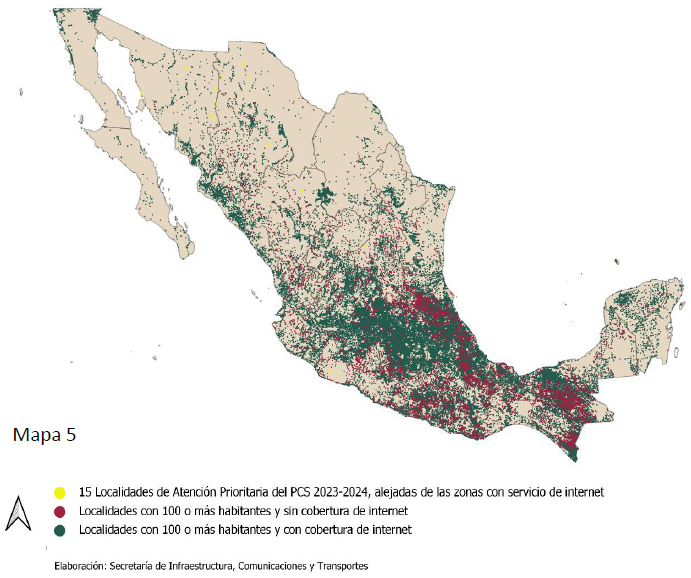 Mapa 5
15 Localidades de Atención Prioritaria del PCS 2023-2024, alejadas de las zonas con servicio de internet
Localidades con 100 o más habitantes y sin cobertura de internet
Localidades con 100 o más habitantes y con cobertura de internet
Elaboración: Secretaría de Infraestructura, Comunicaciones y Transportes